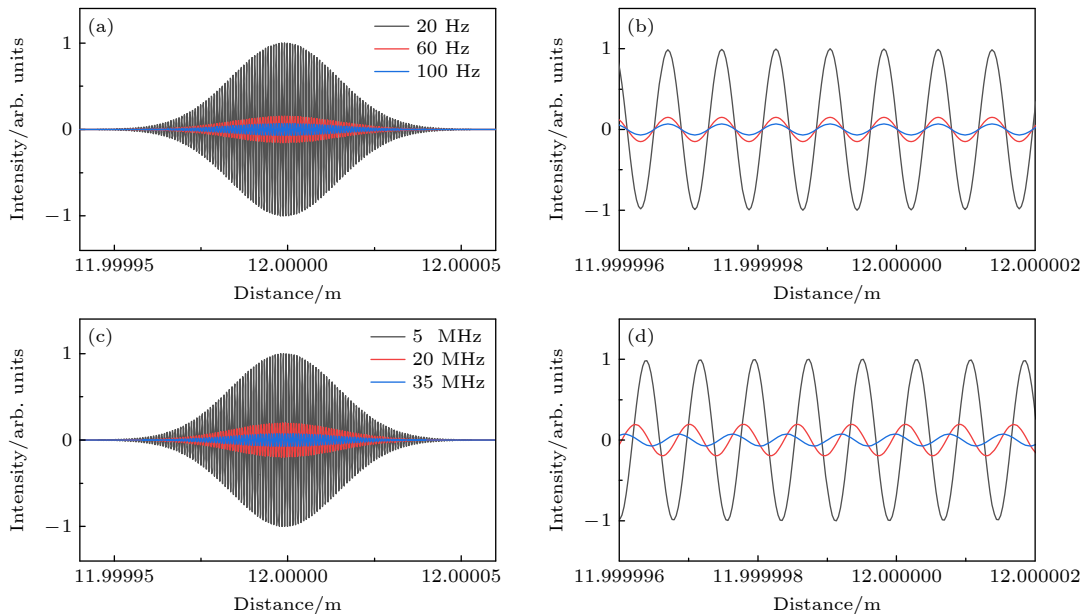 (a)
20 Hz
60 Hz
100 Hz
1
0
−1
Intensity/arb. units
11.99995
12.00000
12.00005
Distance/m
(b)
1
0
−1
Intensity/arb. units
11.999996
11.999998
12.000000
12.000002
Distance/m
(c)
5 MHz
20 MHz
35 MHz
1
0
−1
Intensity/arb. units
11.99995
12.00000
12.00005
Distance/m
(d)
1
0
−1
Intensity/arb. units
11.999996
11.999998
12.000000
12.000002
Distance/m